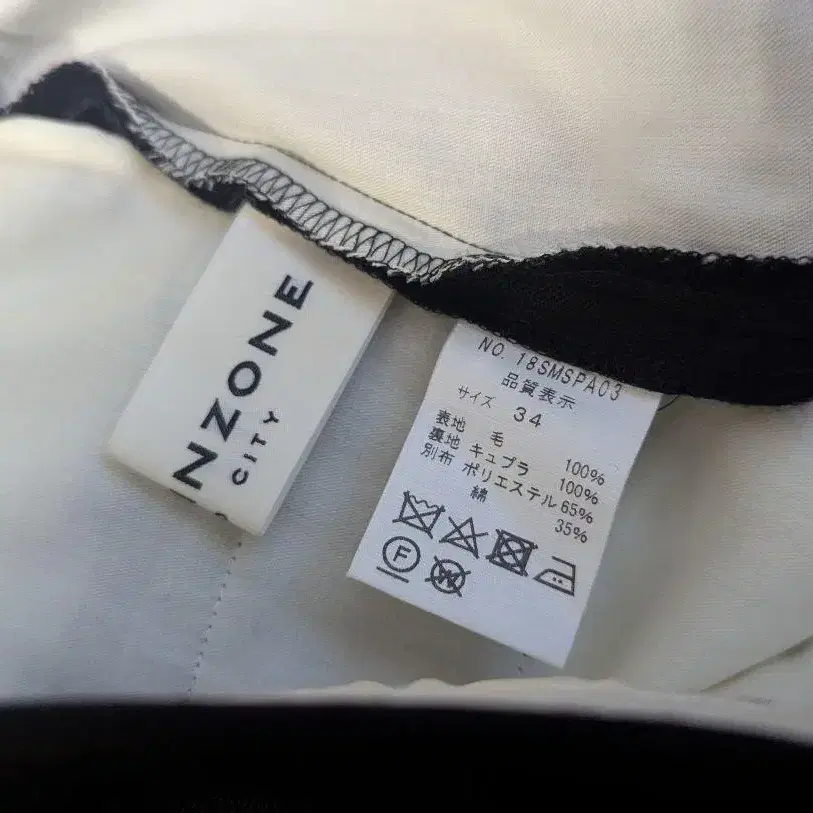 NZONE
CITY
NO. 18SMSPA03
品質表示
サイズ 34
表地 毛 100%
裏地 キュプラ 100%
別布 ポリエステル 65%
綿 35%
F
W